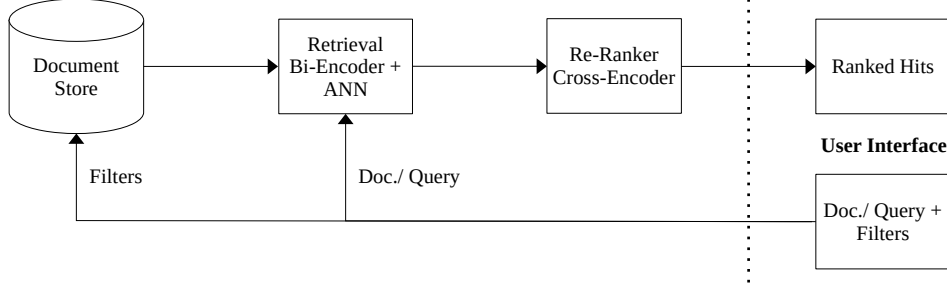 Document
Store
Retrieval
Bi-Encoder +
ANN
Re-Ranker
Cross-Encoder
Ranked Hits
User Interface
Filters
Doc./ Query
Doc./ Query +
Filters